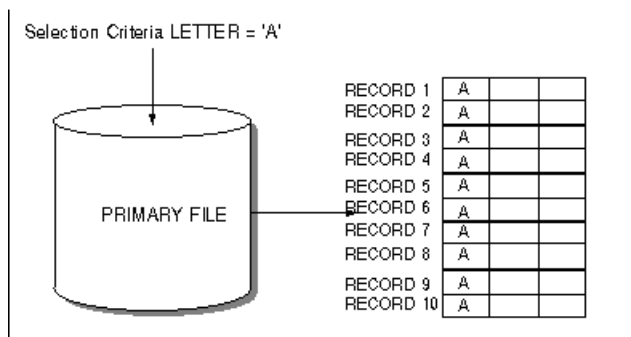 Selection Criteria LETTER = 'A'
PRIMARY FILE
RECORD 1 A
RECORD 2 A
RECORD 3 A
RECORD 4 A
RECORD 5 A
RECORD 6 A
RECORD 7 A
RECORD 8 A
RECORD 9 A
RECORD 10 A